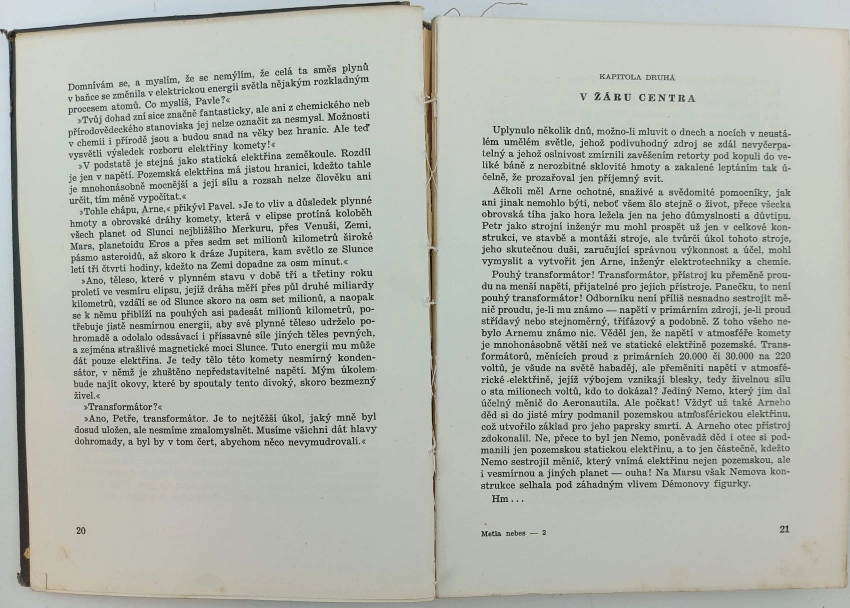 Domnívám se, a myslím, že se nemýlím, že celá ta směs plynů
v baňce se změnila v elektrickou energii světla nějakým rozkladným
procesem atomů. Co myslíš, Pavle?«
»Tvůj dohad zní sice značně fantasticky, ale ani z chemického neb
přírodovědeckého stanoviska jej nelze označit za nesmysl. Možnosti
v chemii i přírodě jsou a budou snad na věky bez hranic. Ale teď
vysvětli výsledek rozboru elektřiny komety!«
»V podstatě je stejná jako statická elektřina zeměkoule. Rozdíl
je jen v napětí. Pozemská elektřina má jistou hranici, kdežto tahle
je mnohonásobně mocnější a její sílu a rozsah nelze člověku ani
určit, tím méně vypočítat.«
»Tohle chápu, Arne,« přikývl Pavel. »Je to vliv a důsledek plynné
hmoty a obrovské dráhy komety, která v elipse protíná koloběh
všech planet od Slunci nejbližšího Merkuru, přes Venuši, Zemi,
Mars, planetoidu Eros a přes sedm set milionů kilometrů široké
pásmo asteroidů, až skoro k dráze Jupitera, kam světlo ze Slunce
letí tři čtvrti hodiny, kdežto na Zemi dopadne za osm minut.«
»Ano, těleso, které v plynném stavu v době tří a třetiny roku
proletí ve vesmíru elipsu, jejíž dráha měří přes půl druhé miliardy
kilometrů, vzdálí se od Slunce skoro na osm set milionů, a naopak
se k němu přiblíží na pouhých asi padesát milionů kilometrů, po-
třebuje jistě nesmírnou energii, aby své plynné těleso udrželo po-
hromadě a odolalo odssávací i přissavné síle jiných těles pevných,
a zejména strašlivé magnetické moci Slunce. Tuto energii mu může
dát pouze elektřina. Je tedy tělo této komety nesmírný konden-
sátor, v němž je zhuštěno nepředstavitelné napětí. Mým úkolem
bude najít okovy, které by spoutaly tento divoký, skoro bezmezný
živel.«
»Transformátor?«
»Ano, Petře, transformátor. Je to nejtěžší úkol, jaký mně byl
dosud uložen, ale nesmíme zmalomyslnět. Musíme všichni dát hlavy
dohromady, a byl by v tom čert, abychom něco nevymudrovali.«
20
KAPITOLA DRUHÁ
V ŽÁRU CENTRA
Uplynulo několik dnů, možno-li mluvit o dnech a nocích v neustá-
lém umělém světle, jehož podivuhodný zdroj se zdál nevyčerpa-
telný a jehož oslnivost zmírnili zavěšením retorty pod kopuli do ve-
liké báně z nerozbitné sklovité hmoty a zakalené leptáním tak ú-
čelně, že prozařoval jen příjemný svit.
Ačkoli měl Arne ochotné, snaživé a svědomité pomocníky, jak
ani jinak nemohlo býti, neboť všem šlo stejně o život, přece všecka
obrovská tíha jako hora ležela jen na jeho důmyslnosti a důvtipu.
Petr jako strojní inženýr mu mohl prospět už jen v celkové kon-
strukci, ve stavbě a montáži stroje, ale tvůrčí úkol tohoto stroje,
jeho skutečnou duši, zaručující správnou výkonnost a účel, mohl
vymyslit a vytvořit jen Arne, inženýr elektrotechniky a chemie.
Pouhý transformátor! Transformátor, přístroj ku přeměně prou-
du na menší napětí, přijatelné pro jejich přístroje. Panečku, to není
pouhý transformátor! Odborníku není příliš nesnadno sestrojit mě-
nič proudu, je-li mu známo — napětí v primárním zdroji, je-li proud
střídavý nebo stejnoměrný, třífázový a podobně. Z toho všeho ne-
bylo Arnemu známo nic. Věděl jen, že napětí v atmosféře komety
je mnohonásobně větší než ve statické elektřině pozemské. Trans-
formátorů, měnících proud z primárních 20.000 či 30.000 na 220
voltů, je všude na světě habaděj, ale přeměniti napětí v atmosfé-
rické elektřině, jejíž výbojem vznikají blesky, tedy živelnou sílu
o sta milionech voltů, kdo to dokáže? Jediný Nemo, který jim dal
účelný měnič do Aeronautila. Ale počkat! Vždyť už také Arneho
děd si do jisté míry podmanil pozemskou atmosférickou elektřinu,
což utvořilo základ pro jeho paprsky smrti. A Arneho otec přístroj
zdokonalil. Ne, přece to byl jen Nemo, poněvadž děd i otec si pod-
manili jen pozemskou statickou elektřinu, a to jen částečně, kdežto
Nemo sestrojil měnič, který vnímá elektřinu nejen pozemskou, ale
i vesmírnou a jiných planet — ouha! Na Marsu však Nemova kon-
strukce selhala pod záhadným vlivem Démonovy figurky.
Hm...
Metla nebes — 2
21